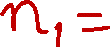 n₁ =